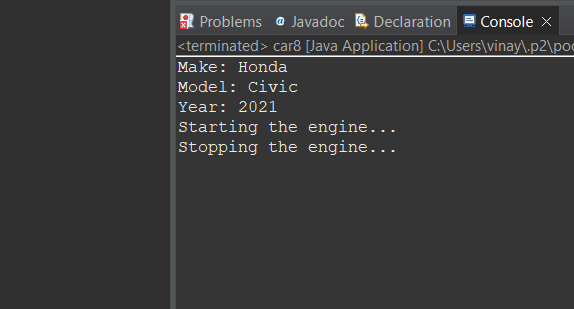 Problems Javadoc Declaration Console
<terminated> car8 [Java Application] C:\Users\vinay\.p2\poo
Make: Honda
Model: Civic
Year: 2021
Starting the engine...
Stopping the engine...